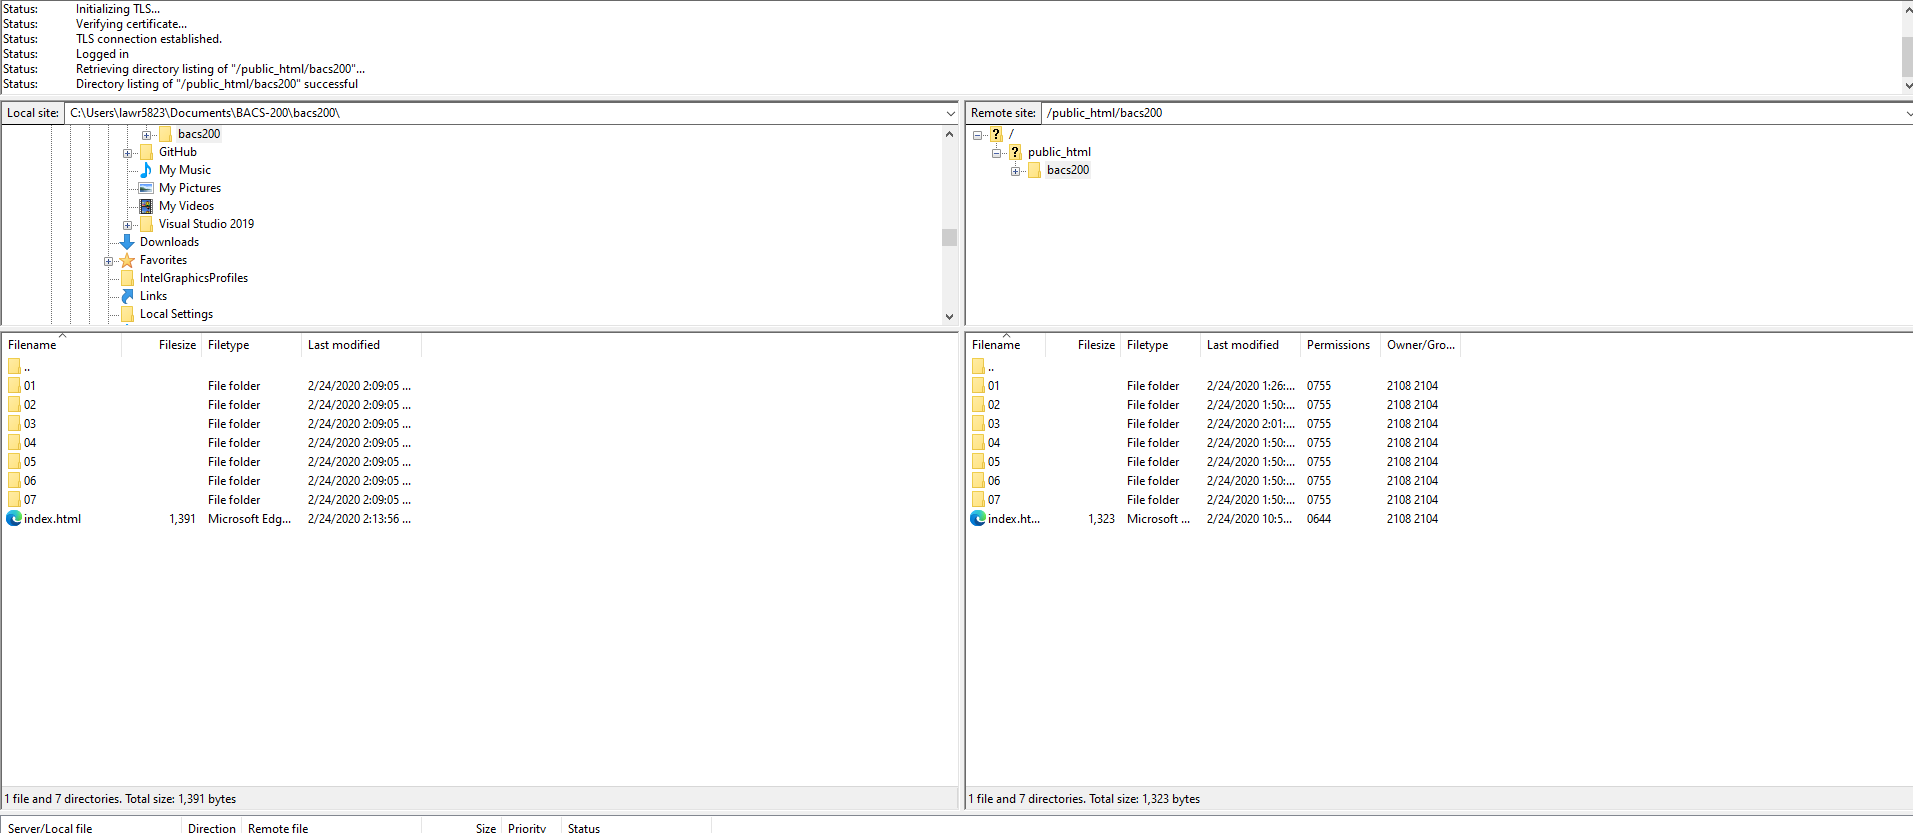 Status: Initializing TLS...
Status: Verifying certificate...
Status: TLS connection established.
Status: Logged in
Status: Retrieving directory listing of "/public_html/bacs200"...
Status: Directory listing of "/public_html/bacs200" successful
Local site: C:\Users\lawr5823\Documents\BACS-200\bacs200\
bacs200
GitHub
My Music
My Pictures
My Videos
Visual Studio 2019
Downloads
Favorites
IntelGraphicsProfiles
Links
Local Settings
Remote site: /public_html/bacs200
? /
? public_html
bacs200
Filename Filesize Filetype Last modified
..
01 File folder 2/24/2020 2:09:05 ...
02 File folder 2/24/2020 2:09:05 ...
03 File folder 2/24/2020 2:09:05 ...
04 File folder 2/24/2020 2:09:05 ...
05 File folder 2/24/2020 2:09:05 ...
06 File folder 2/24/2020 2:09:05 ...
07 File folder 2/24/2020 2:09:05 ...
index.html 1,391 Microsoft Edg... 2/24/2020 2:13:56 ...
1 file and 7 directories. Total size: 1,391 bytes
Filename Filesize Filetype Last modified Permissions Owner/Gro...
..
01 File folder 2/24/2020 1:26:... 0755 2108 2104
02 File folder 2/24/2020 1:50:... 0755 2108 2104
03 File folder 2/24/2020 2:01:... 0755 2108 2104
04 File folder 2/24/2020 1:50:... 0755 2108 2104
05 File folder 2/24/2020 1:50:... 0755 2108 2104
06 File folder 2/24/2020 1:50:... 0755 2108 2104
07 File folder 2/24/2020 1:50:... 0755 2108 2104
index.ht... 1,323 Microsoft ... 2/24/2020 10:5... 0644 2108 2104
1 file and 7 directories. Total size: 1,323 bytes
Server/Local file Direction Remote file Size Priority Status